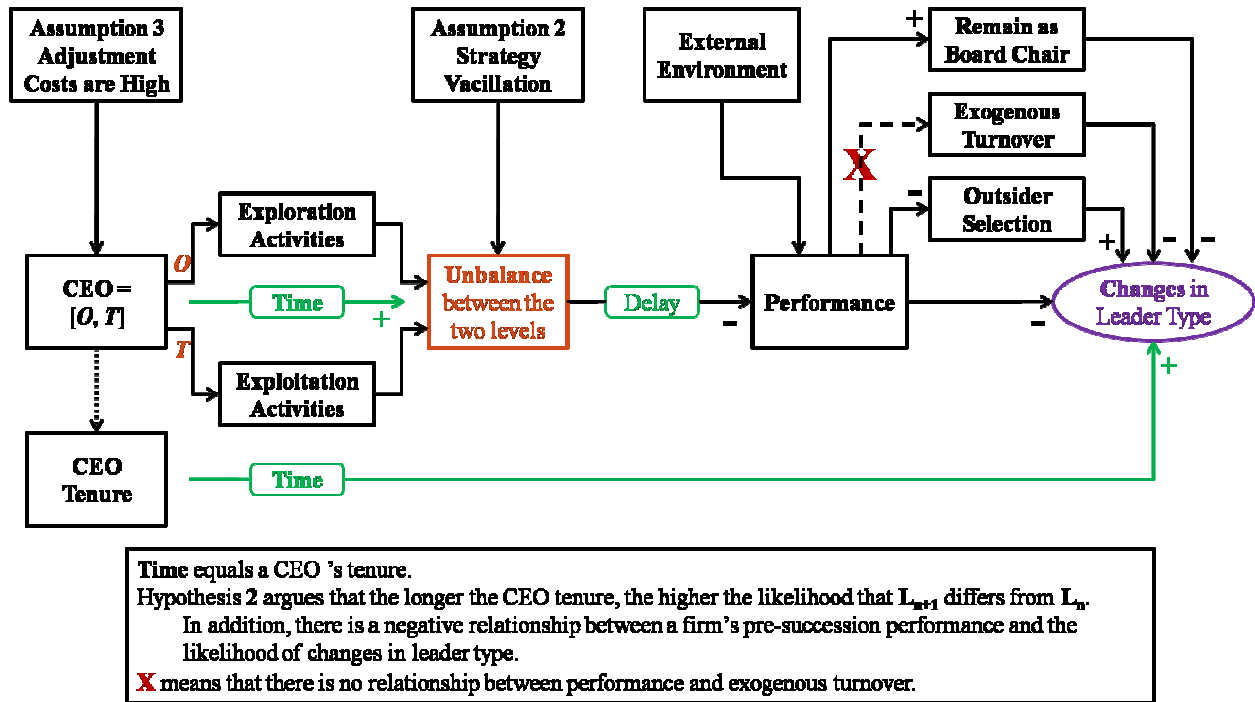 Assumption 3
Adjustment
Costs are High
Assumption 2
Strategy
Vacillation
External
Environment
+
Remain as
Board Chair
Exogenous
Turnover
X
-
Outsider
Selection
+
-
-
Exploration
Activities
O
CEO =
[O, T]
Time
+
T
Unbalance
between the
two levels
Delay
-
Performance
-
Changes in
Leader Type
+
Exploitation
Activities
CEO
Tenure
Time
Time equals a CEO 's tenure.
Hypothesis 2 argues that the longer the CEO tenure, the higher the likelihood that Ln+1 differs from Ln.
In addition, there is a negative relationship between a firm's pre-succession performance and the
likelihood of changes in leader type.
X means that there is no relationship between performance and exogenous turnover.